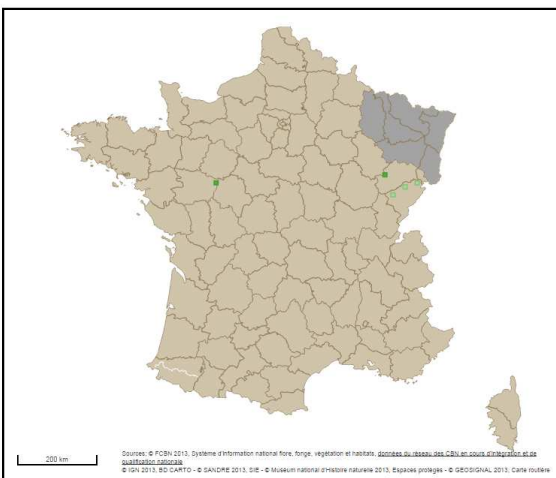 Sources: © FCBN 2013, Système d'information national flore, fonge, végétation et habitats, données du réseau des CBN en cours d'intégration et de
qualification nationale
200 km
© IGN 2013, BD CARTO - © SANDRE 2013, SIE - © Muséum national d'Histoire naturelle 2013, Espaces protégés - © GEOSIGNAL 2013, Carte routière